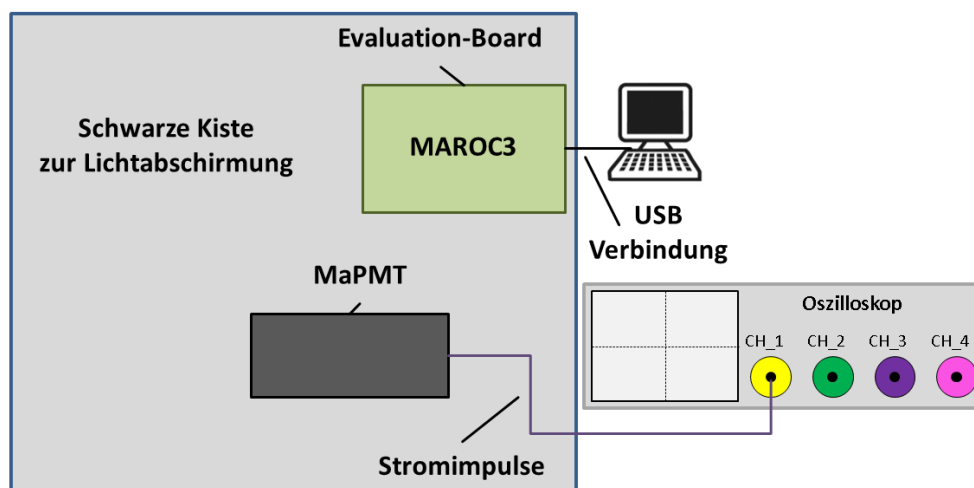 Evaluation-Board
Schwarze Kiste
zur Lichtabschirmung
MAROC3
USB
Verbindung
MaPMT
Oszilloskop
CH_1 CH_2 CH_3 CH_4
Stromimpulse